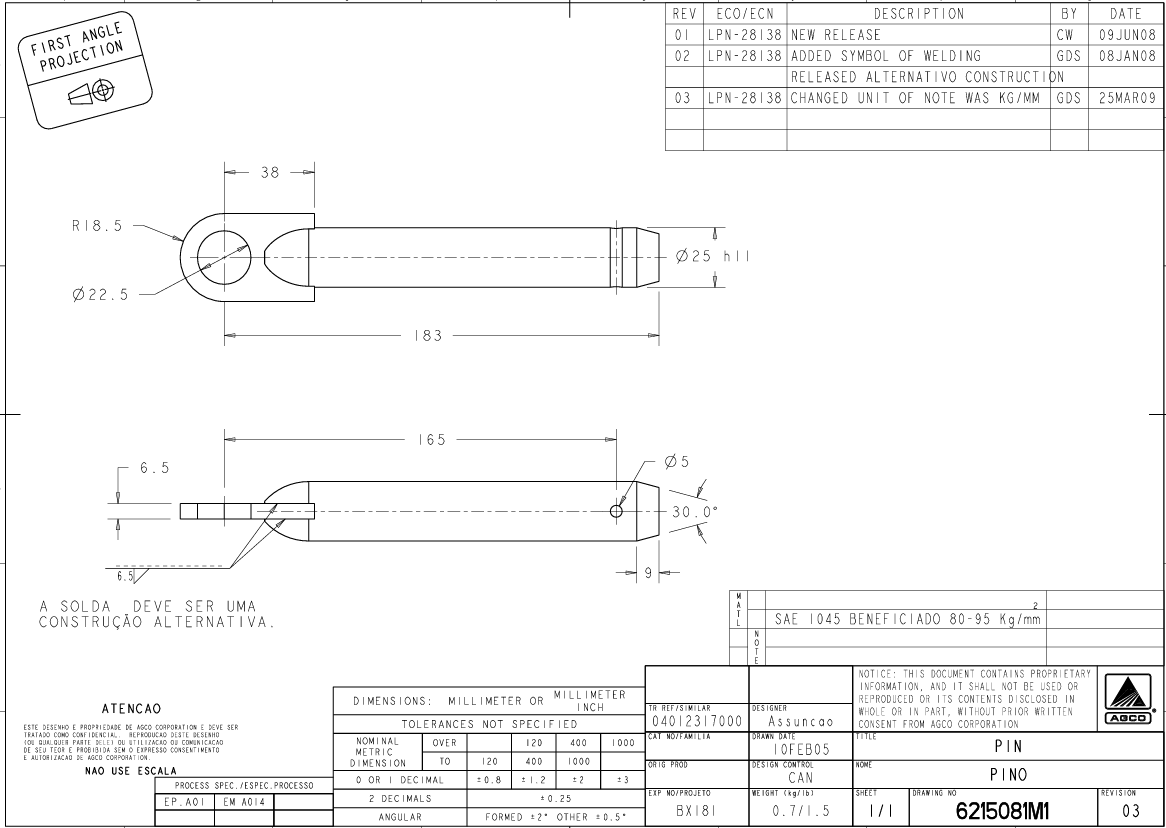 FIRST ANGLE
PROJECTION
REV ECO/ECN DESCRIPTION BY DATE
01 LPN-28138 NEW RELEASE CW 09JUN08
02 LPN-28138 ADDED SYMBOL OF WELDING GDS 08JAN08
RELEASED ALTERNATIVO CONSTRUCTION
03 LPN-28138 CHANGED UNIT OF NOTE WAS KG/MM GDS 25MAR09
38
R18.5
Ø25 h11
Ø22.5
183
165
6.5
Ø5
30.0°
6.5
9
A SOLDA DEVE SER UMA
CONSTRUÇÃO ALTERNATIVA.
MATL
SAE 1045 BENEFICIADO 80-95 Kg/mm²
NOTE
ATENCAO
ESTE DESENHO E PROPRIEDADE DE AGCO CORPORATION E DEVE SER
TRATADO COMO CONFIDENCIAL. REPRODUCAO DESTE DESENHO
(OU QUALQUER PARTE DELE) OU UTILIZACAO OU COMUNICACAO
DE SEU TEOR E PROIBIDA SEM O EXPRESSO CONSENTIMENTO
E AUTORIZACAO DE AGCO CORPORATION.
NAO USE ESCALA
PROCESS SPEC./ESPEC.PROCESSO
EP.A01 EM A014
DIMENSIONS: MILLIMETER OR MILLIMETER
INCH
TOLERANCES NOT SPECIFIED
NOMINAL METRIC DIMENSION
OVER 120 400 1000
TO 120 400 1000
0 OR 1 DECIMAL ±0.8 ±1.2 ±2 ±3
2 DECIMALS ±0.25
ANGULAR FORMED ±2° OTHER ±0.5°
TR REF/SIMILAR
04012317000
DESIGNER
Assuncao
CAT NO/FAMILIA
DRAWN DATE
10FEB05
ORIG PROD
DESIGN CONTROL
CAN
EXP NO/PROJETO
BX181
WEIGHT (kg/lb)
0.7/1.5
NOTICE: THIS DOCUMENT CONTAINS PROPRIETARY
INFORMATION, AND IT SHALL NOT BE USED OR
REPRODUCED OR ITS CONTENTS DISCLOSED IN
WHOLE OR IN PART, WITHOUT PRIOR WRITTEN
CONSENT FROM AGCO CORPORATION
AGCO
TITLE
PIN
NOME
PINO
SHEET
1/1
DRAWING NO
6215081M1
REVISION
03